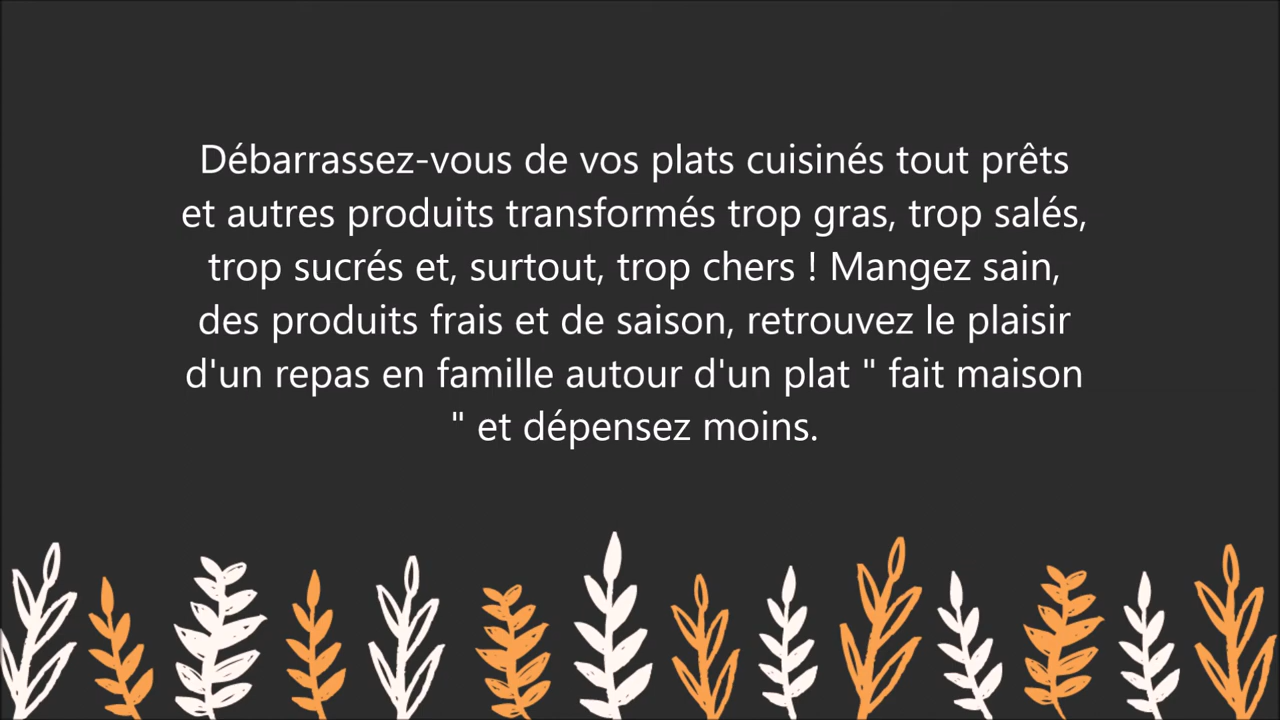 Débarrassez-vous de vos plats cuisinés tout prêts
et autres produits transformés trop gras, trop salés,
trop sucrés et, surtout, trop chers ! Mangez sain,
des produits frais et de saison, retrouvez le plaisir
d'un repas en famille autour d'un plat " fait maison
" et dépensez moins.